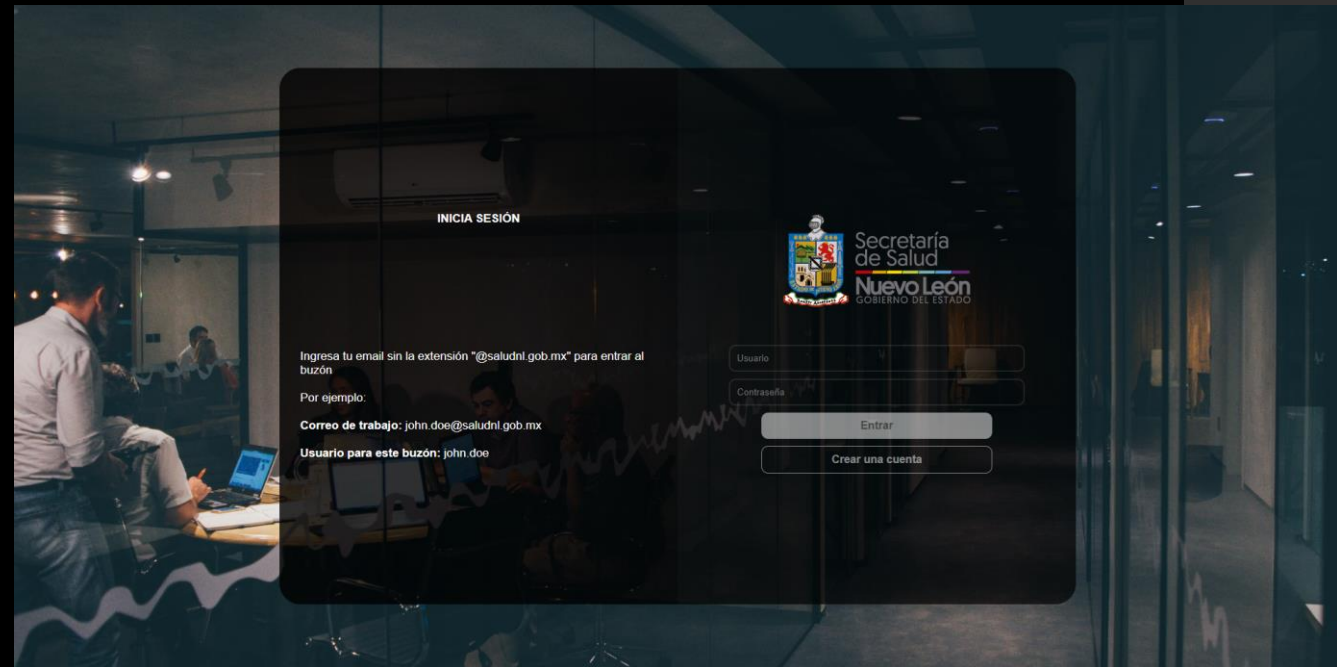 INICIA SESIÓN
Ingresa tu email sin la extensión "@saludnl.gob.mx" para entrar al
buzón
Por ejemplo:
Correo de trabajo: john.doe@saludnl.gob.mx
Usuario para este buzón: john.doe
Secretaría
de Salud
Nuevo León
GOBIERNO DEL ESTADO
Usuario
Contraseña
Entrar
Crear una cuenta